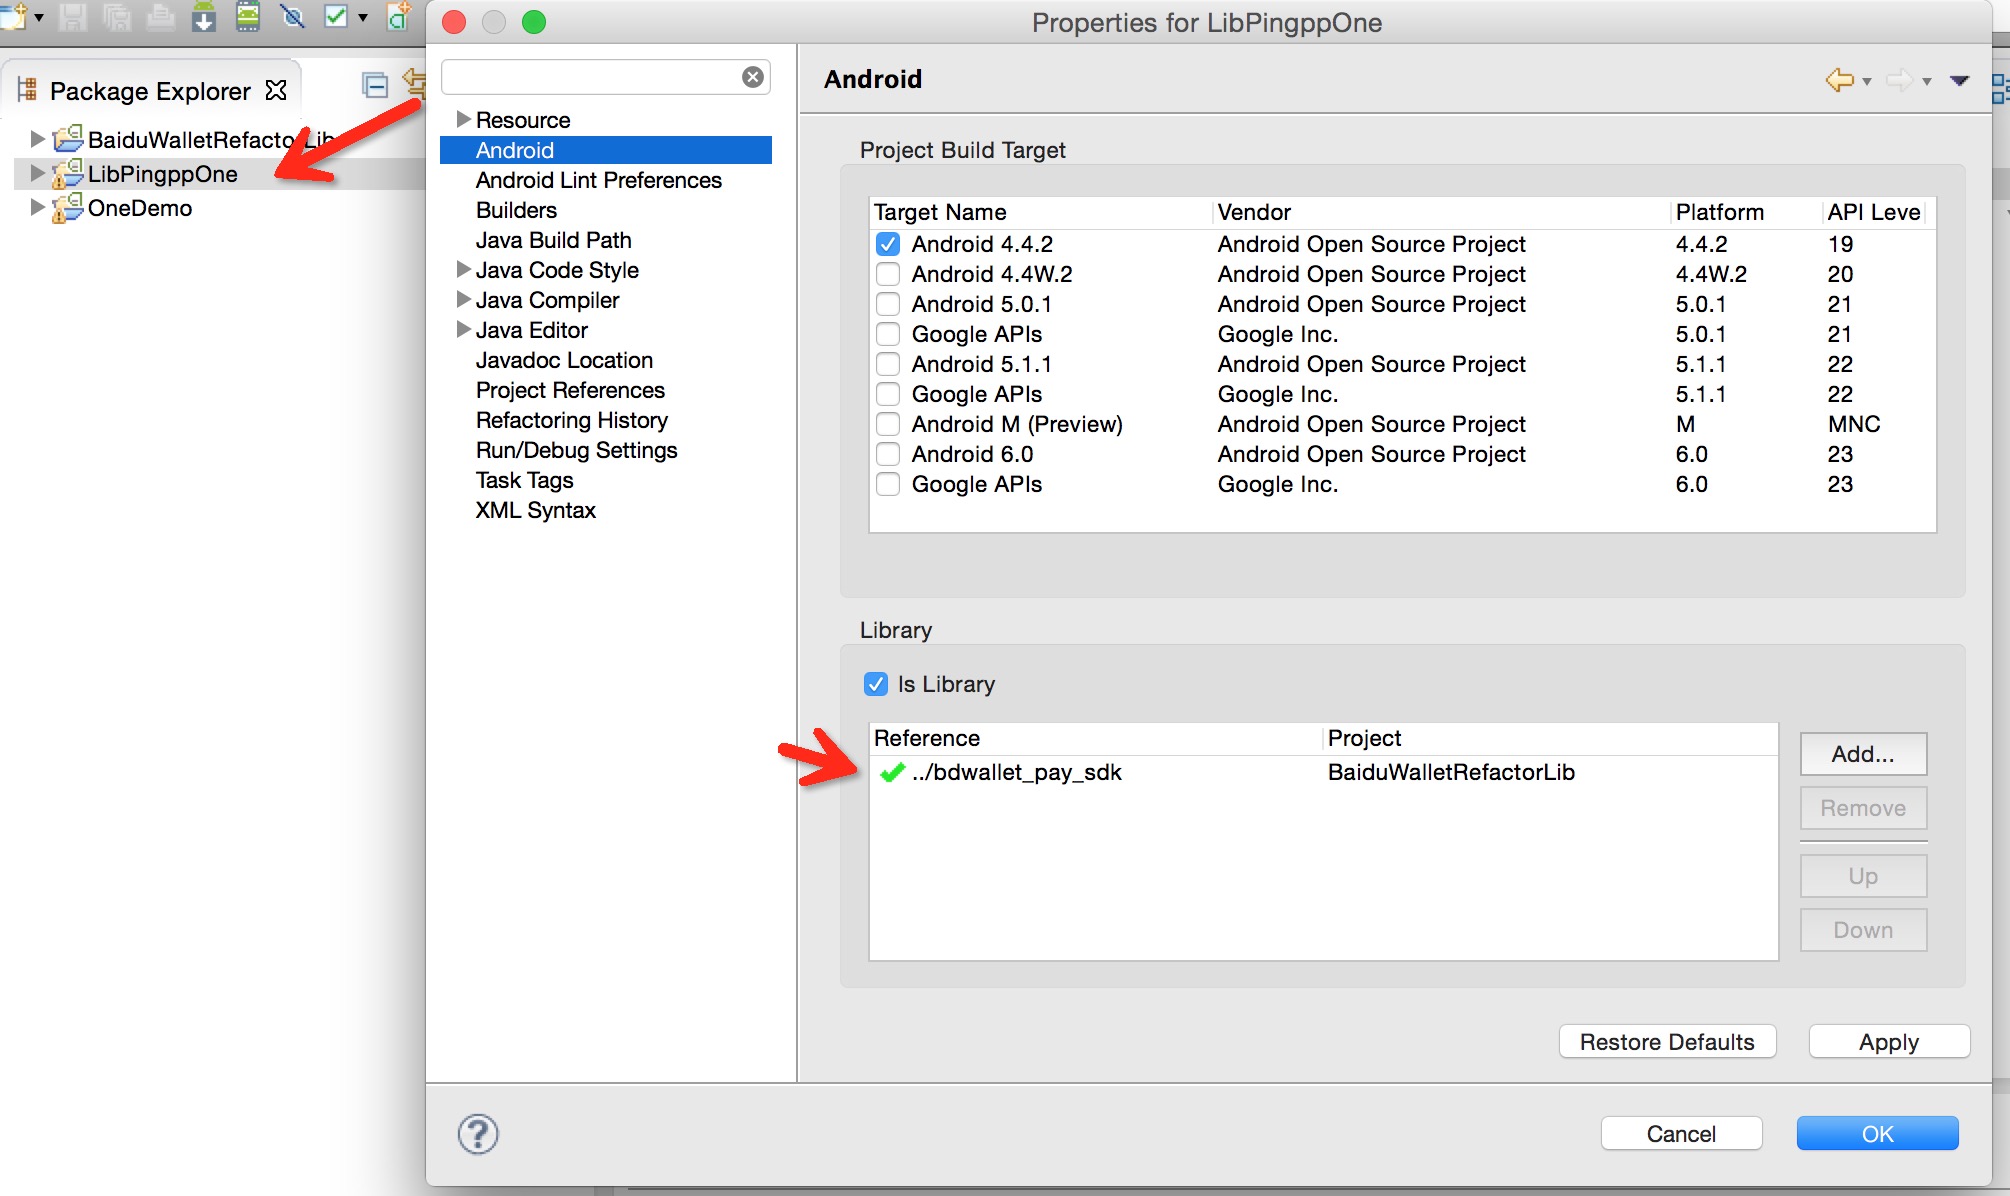 Properties for LibPingppOne
Package Explorer
BaiduWalletRefactorLib
LibPingppOne
OneDemo
Resource
Android
Android Lint Preferences
Builders
Java Build Path
Java Code Style
Java Compiler
Java Editor
Javadoc Location
Project References
Refactoring History
Run/Debug Settings
Task Tags
XML Syntax
Android
Project Build Target
Target Name Vendor Platform API Leve
Android 4.4.2 Android Open Source Project 4.4.2 19
Android 4.4W.2 Android Open Source Project 4.4W.2 20
Android 5.0.1 Android Open Source Project 5.0.1 21
Google APIs Google Inc. 5.0.1 21
Android 5.1.1 Android Open Source Project 5.1.1 22
Google APIs Google Inc. 5.1.1 22
Android M (Preview) Android Open Source Project M MNC
Android 6.0 Android Open Source Project 6.0 23
Google APIs Google Inc. 6.0 23
Library
Is Library
Reference Project
../bdwallet_pay_sdk BaiduWalletRefactorLib
Add...
Remove
Up
Down
Restore Defaults Apply
Cancel OK